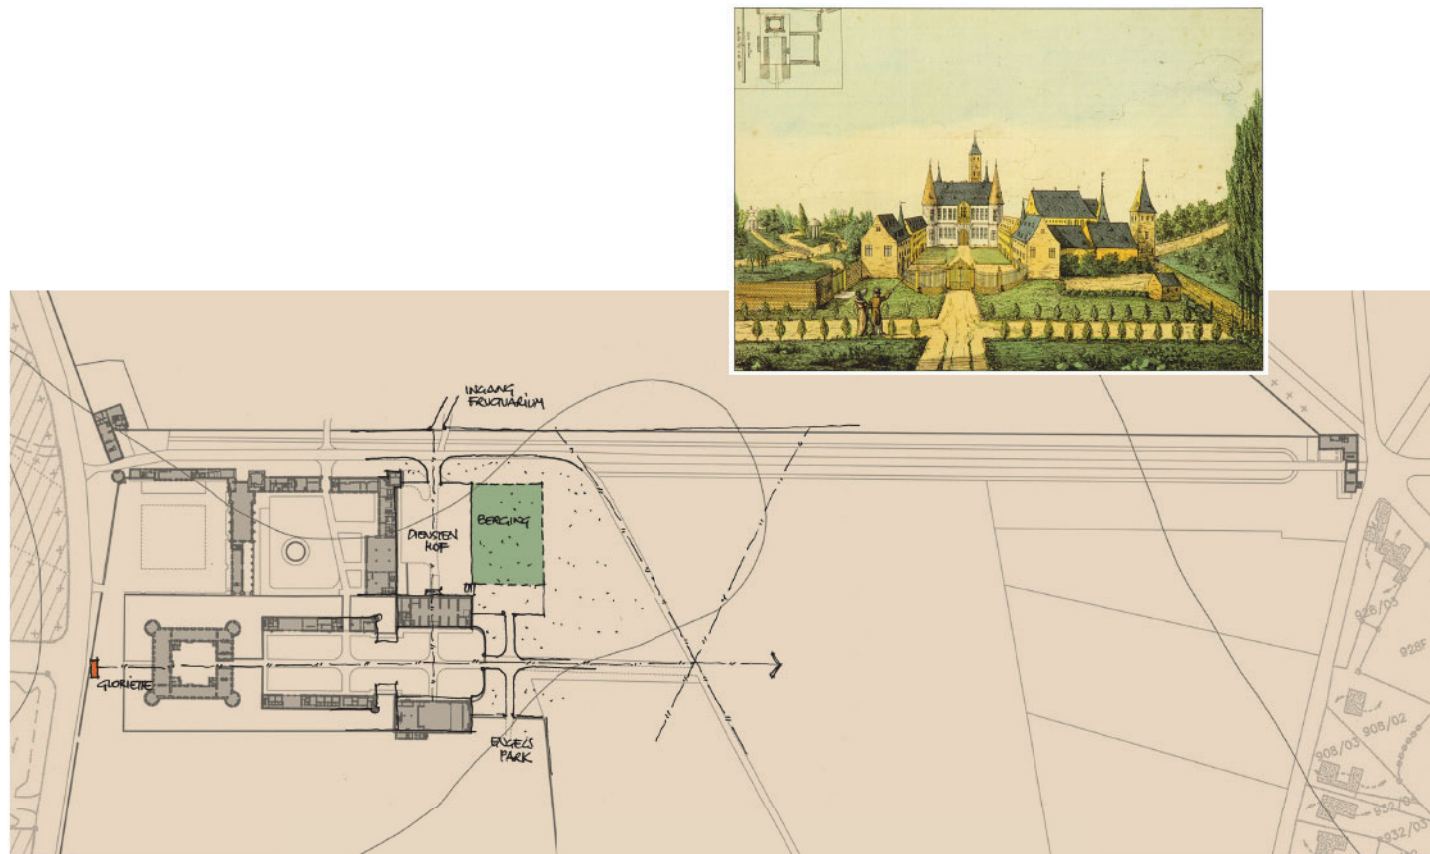 INGANG
FRUCTUARIUM
DIENSTEN
HOF
BERGING
GLORIETTE
ENGELS
PARK
928/03
928F
908/02
908/03
932/03